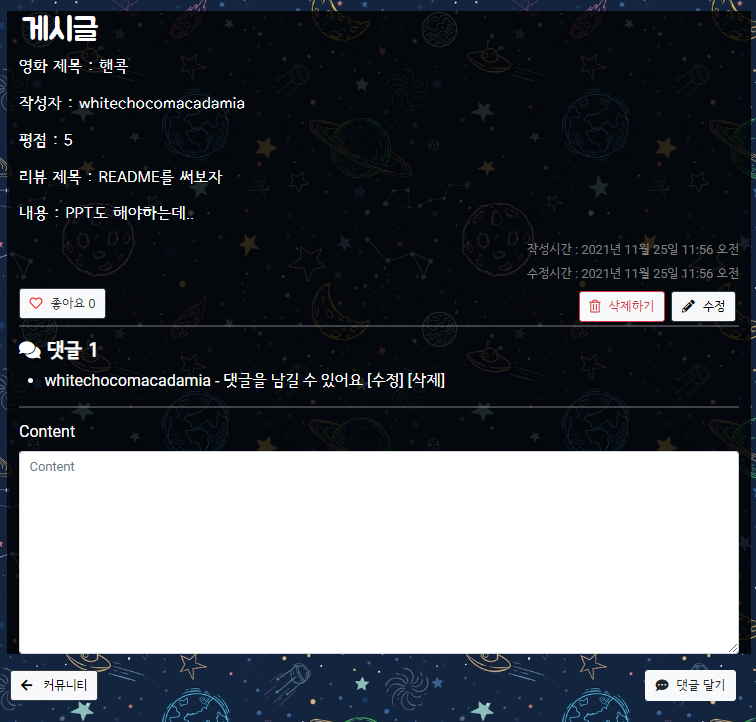 게시글
영화 제목 : 핸콕
작성자 : whitechocomacadamia
평점 : 5
리뷰 제목 : README를 써보자
내용 : PPT도 해야하는데..
작성시간 : 2021년 11월 25일 11:56 오전
수정시간 : 2021년 11월 25일 11:56 오전
좋아요 0
삭제하기 수정
댓글 1
whitechocomacadamia - 댓글을 남길 수 있어요 [수정] [삭제]
Content
Content
커뮤니티 댓글 달기